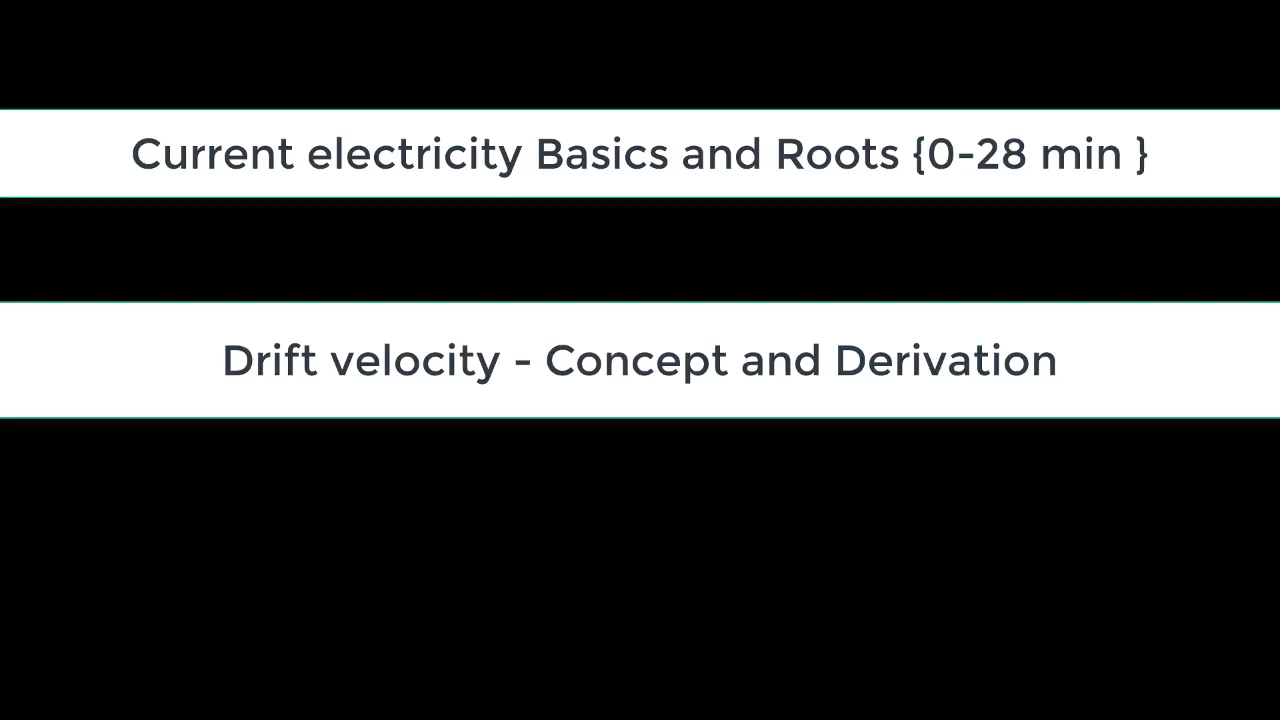 Current electricity Basics and Roots {0-28 min }
Drift velocity - Concept and Derivation